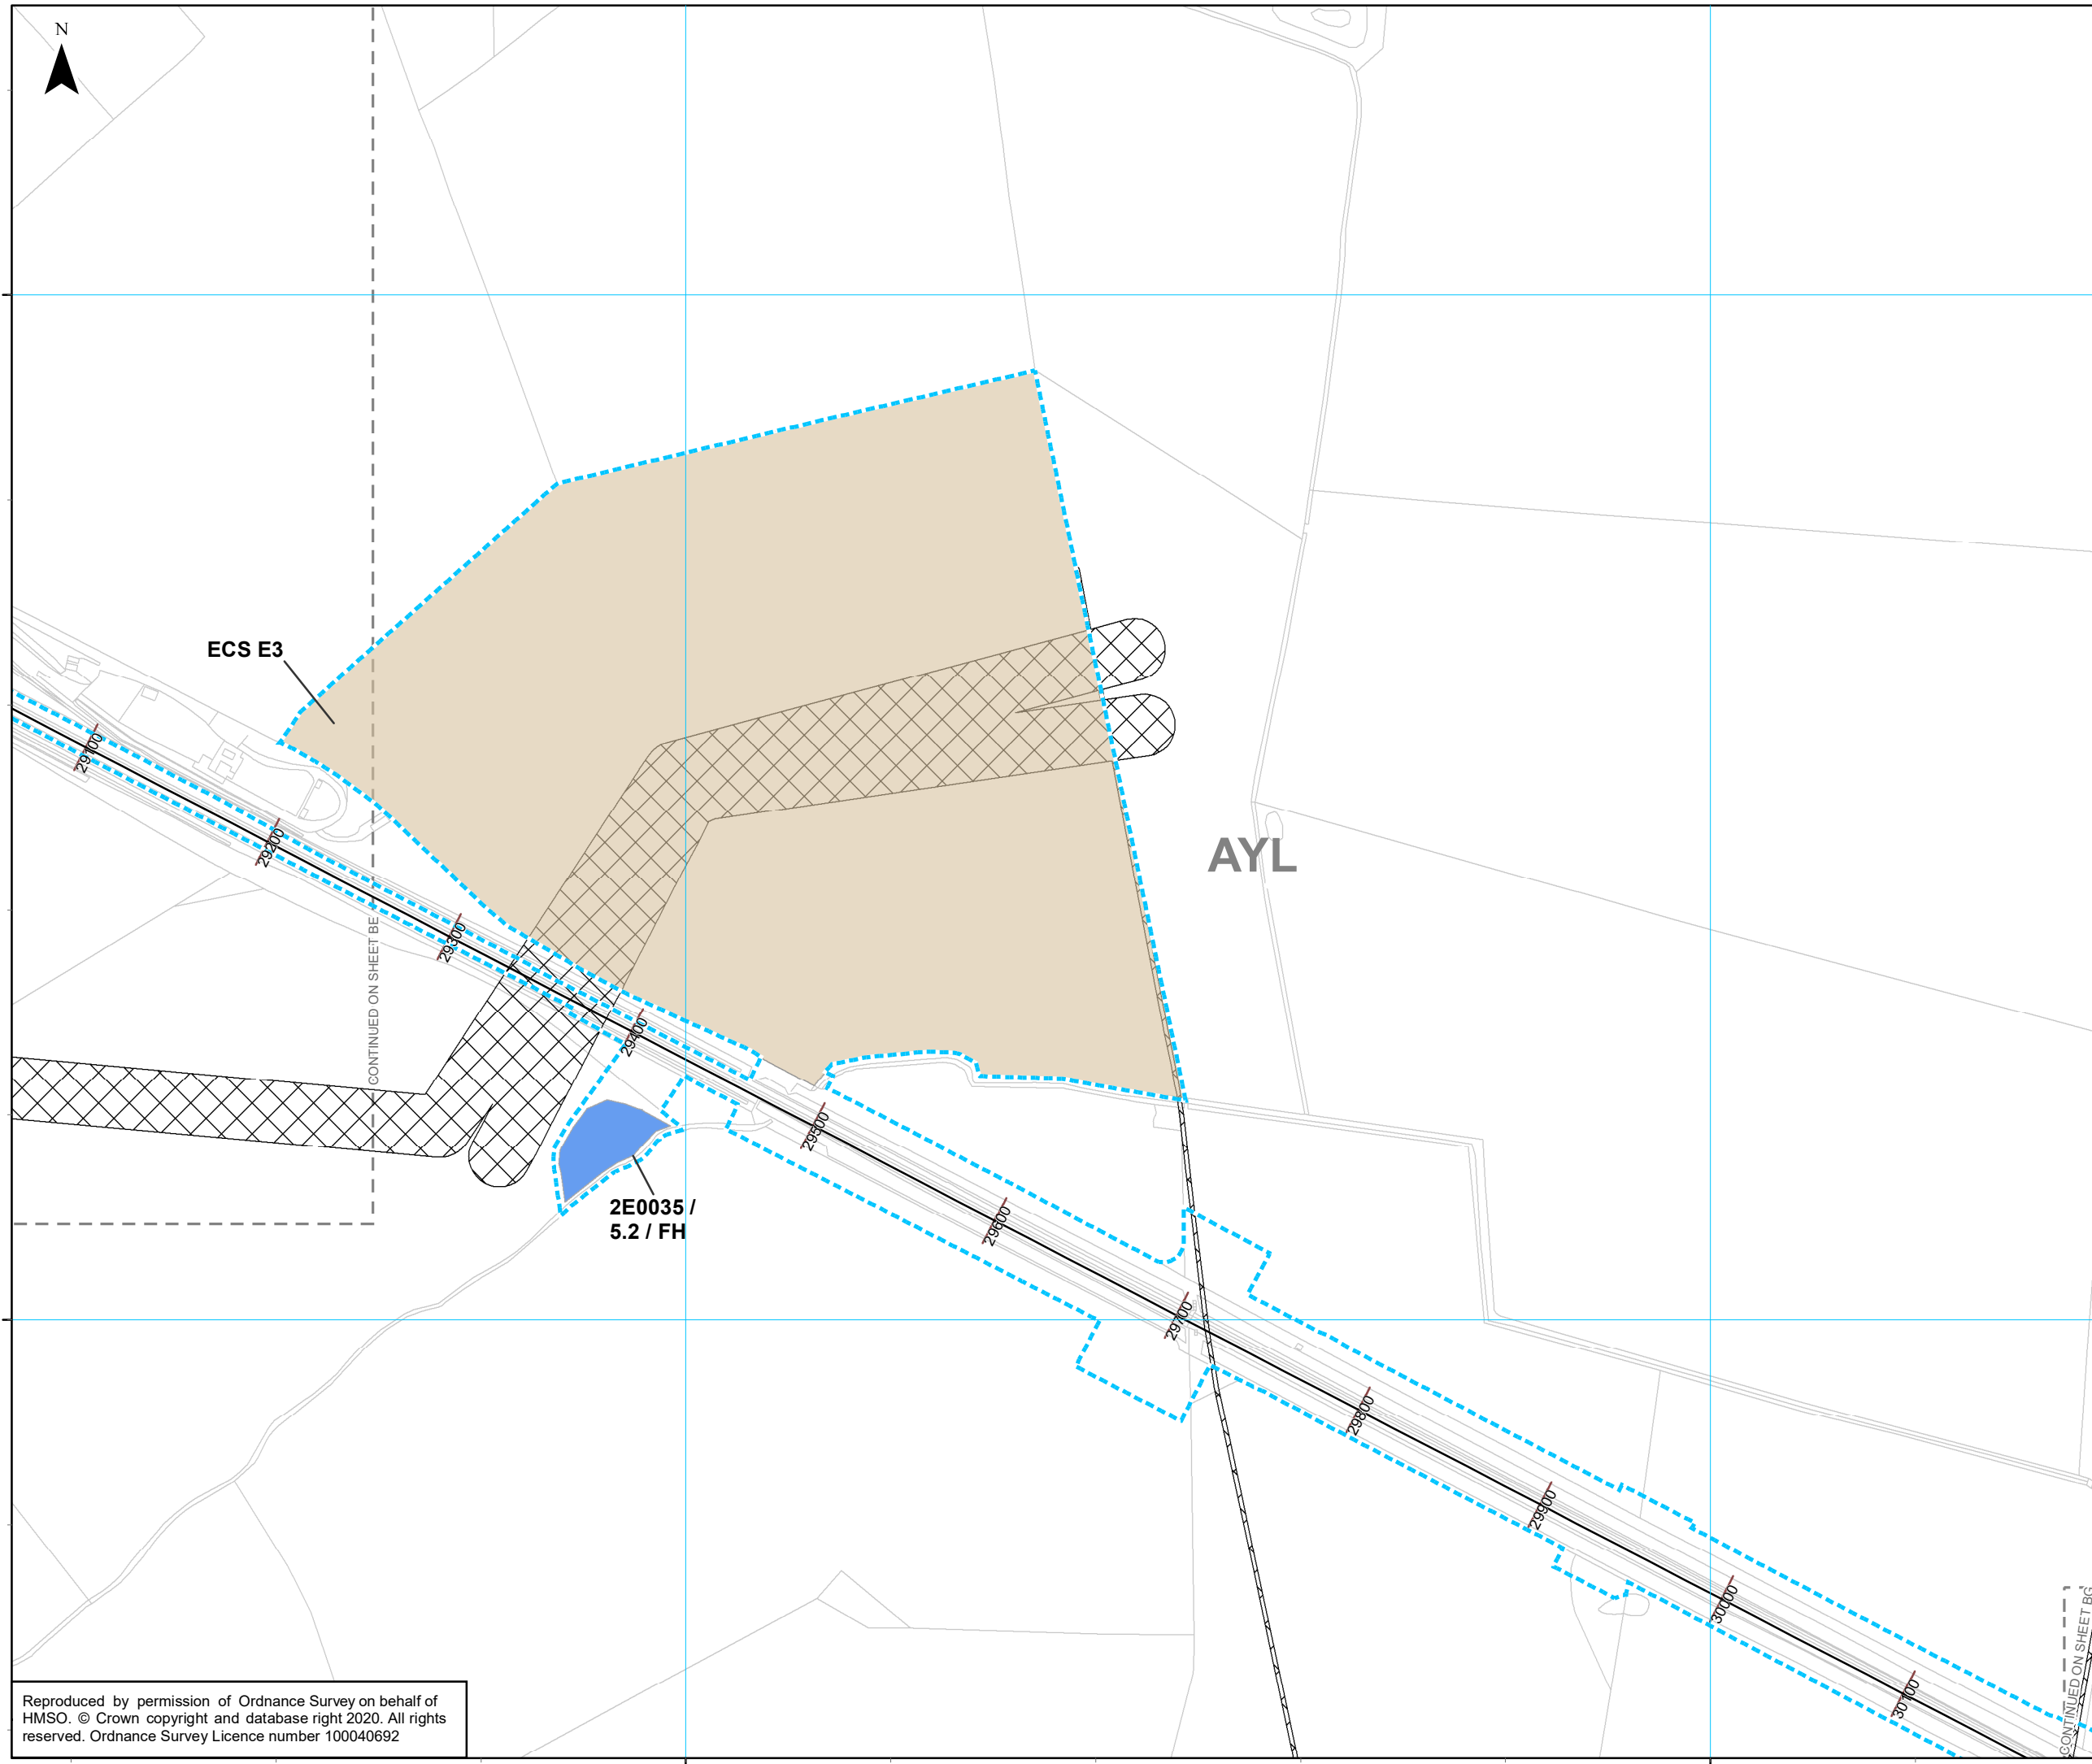 N
ECS E3
AYL
29100
29200
29300
29400
29500
29600
29700
29800
29900
30000
30100
CONTINUED ON SHEET BE
2E0035 /
5.2 / FH
CONTINUED ON SHEET BG
Reproduced by permission of Ordnance Survey on behalf of
HMSO. © Crown copyright and database right 2020. All rights
reserved. Ordnance Survey Licence number 100040692